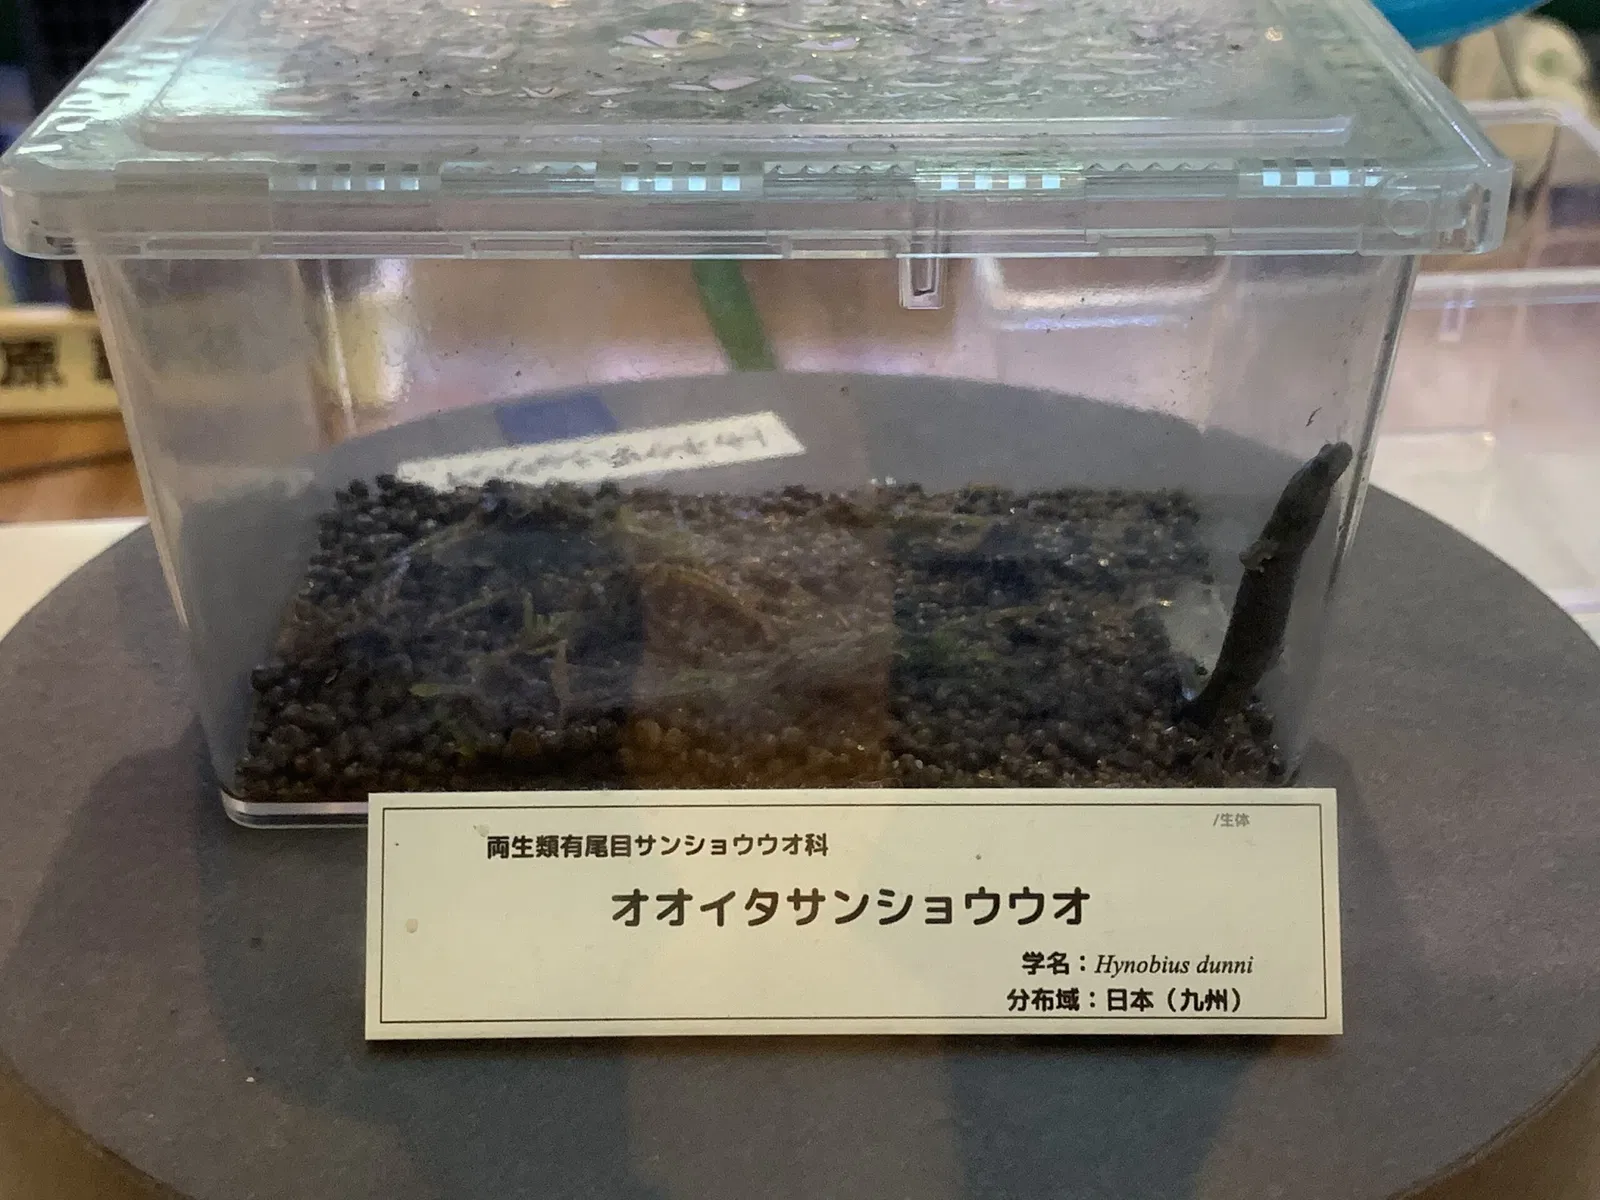 原
/生体
両生類有尾目サンショウウオ科
オオイタサンショウウオ
学名：Hynobius dunni
分布域：日本（九州）